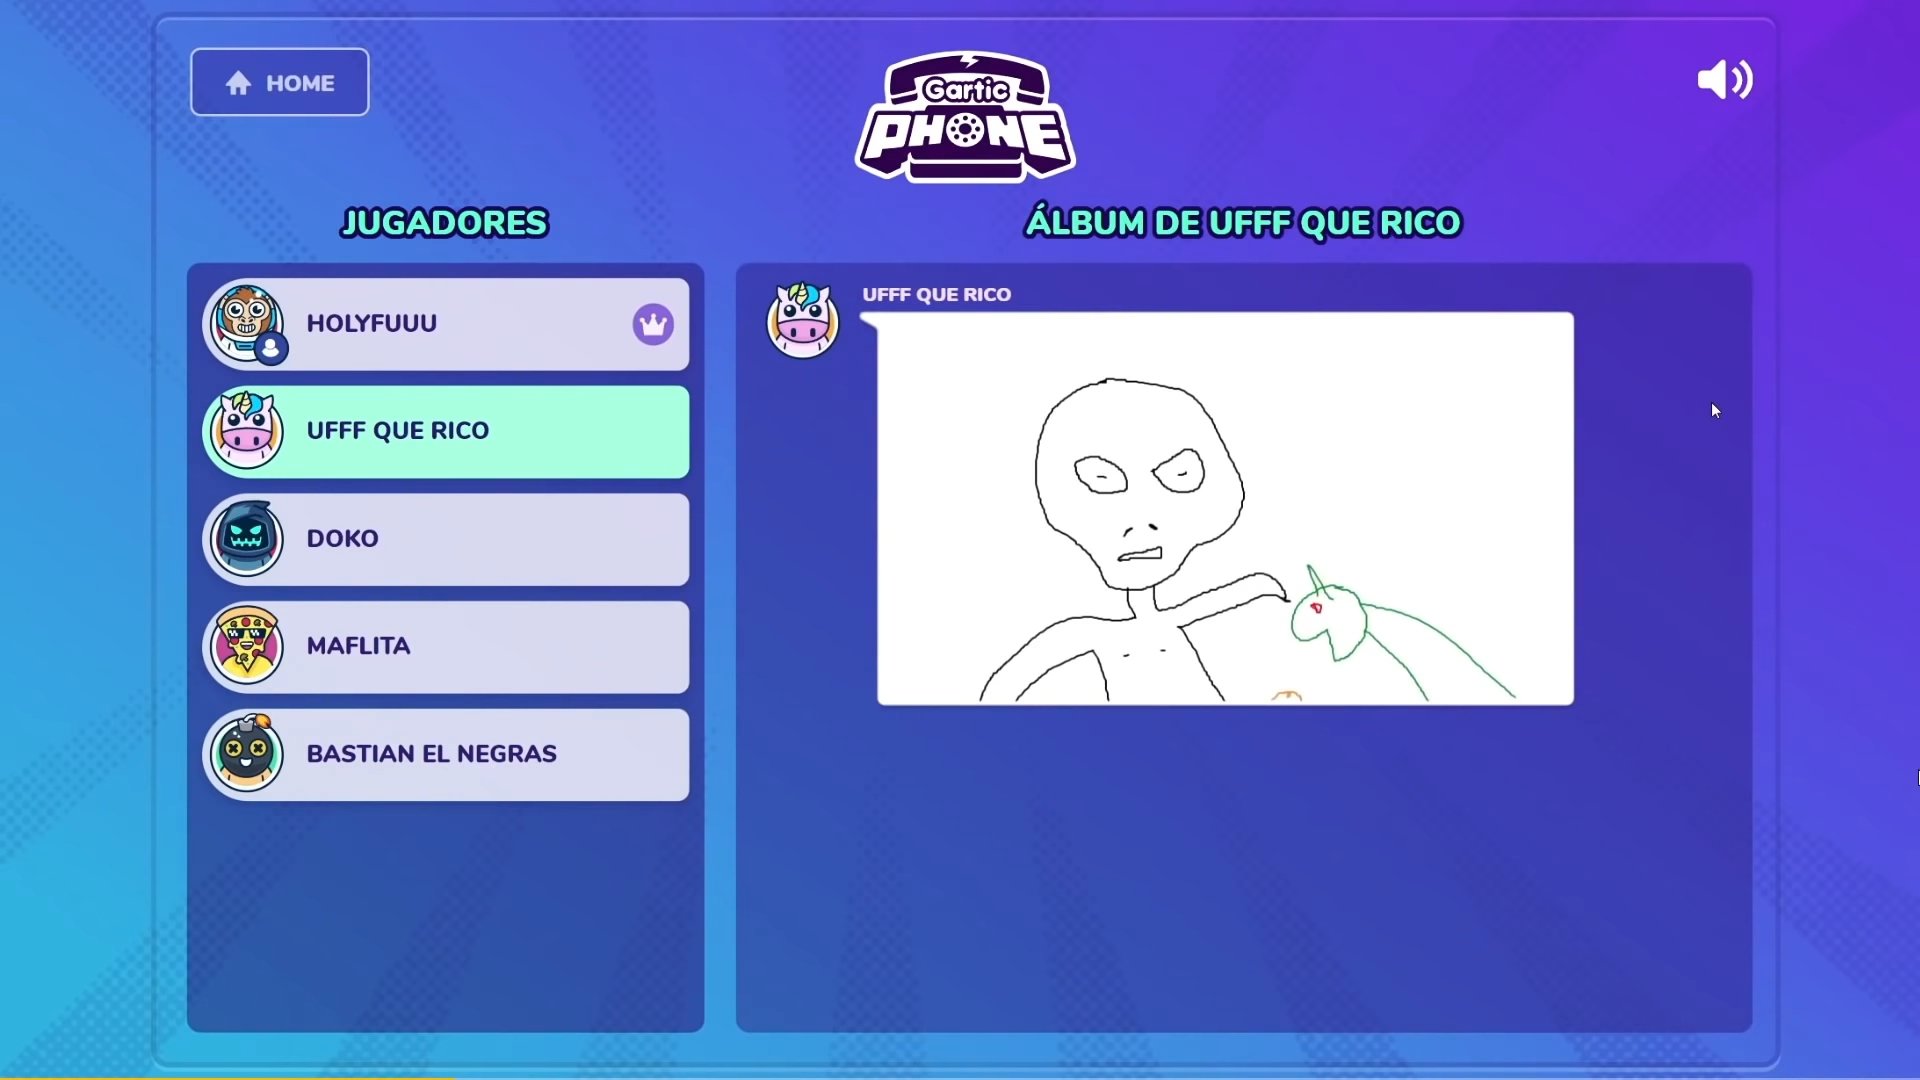 HOME
Gartic
PHONE
JUGADORES
ÁLBUM DE UFFF QUE RICO
HOLYFUUU
UFFF QUE RICO
DOKO
MAFLITA
BASTIAN EL NEGRAS
UFFF QUE RICO